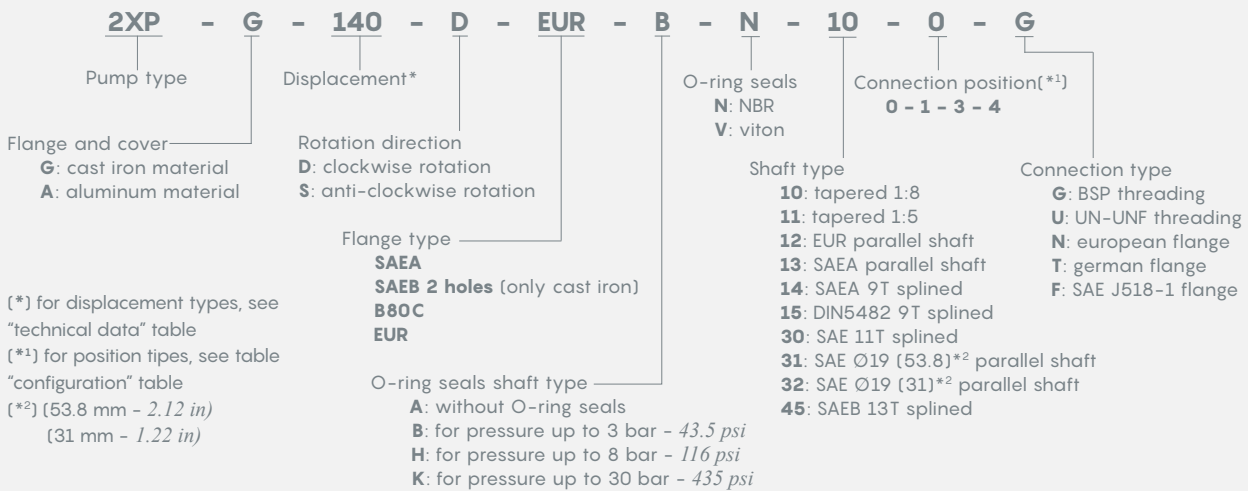 2XP - G - 140 - D - EUR - B - N - 10 - 0 - G
Pump type
Displacement*
O-ring seals
N: NBR
V: viton
Connection position(*¹)
0 - 1 - 3 - 4
Flange and cover
G: cast iron material
A: aluminum material
Rotation direction
D: clockwise rotation
S: anti-clockwise rotation
Shaft type
10: tapered 1:8
11: tapered 1:5
12: EUR parallel shaft
13: SAEA parallel shaft
14: SAEA 9T splined
15: DIN5482 9T splined
30: SAE 11T splined
31: SAE Ø19 (53.8)*² parallel shaft
32: SAE Ø19 (31)*² parallel shaft
45: SAEB 13T splined
Connection type
G: BSP threading
U: UN-UNF threading
N: european flange
T: german flange
F: SAE J518-1 flange
Flange type
SAEA
SAEB 2 holes (only cast iron)
B80C
EUR
(*) for displacement types, see
"technical data" table
(*¹) for position tipes, see table
"configuration" table
(*²) (53.8 mm - 2.12 in)
(31 mm - 1.22 in)
O-ring seals shaft type
A: without O-ring seals
B: for pressure up to 3 bar - 43.5 psi
H: for pressure up to 8 bar - 116 psi
K: for pressure up to 30 bar - 435 psi